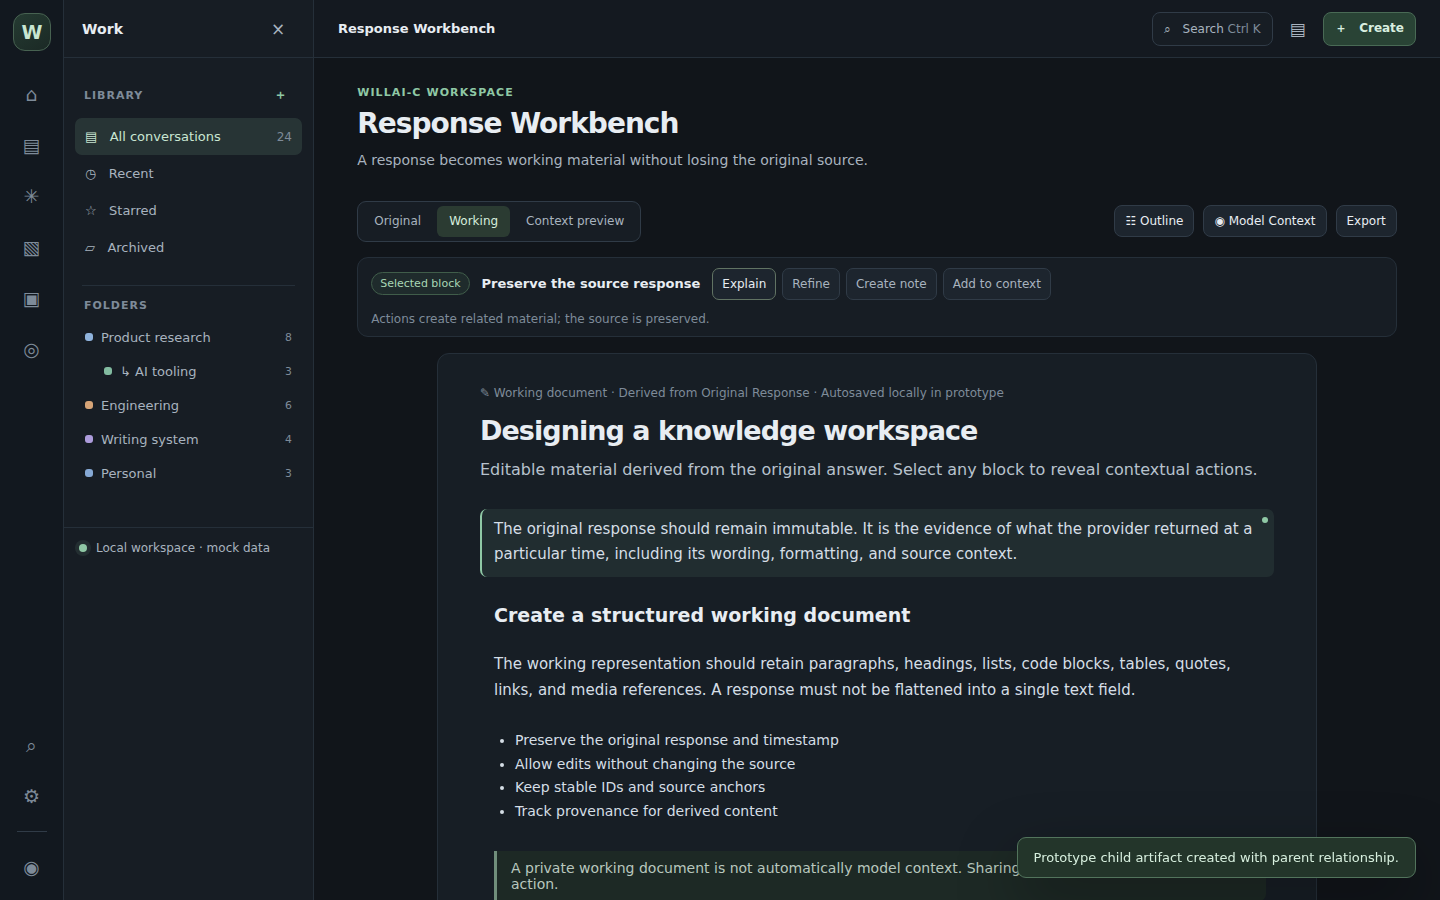 W
Work
×
LIBRARY +
All conversations 24
Recent
Starred
Archived
FOLDERS
Product research 8
↳ AI tooling 3
Engineering 6
Writing system 4
Personal 3
Local workspace · mock data
Response Workbench
Search Ctrl K
+ Create
WILLAI-C WORKSPACE
Response Workbench
A response becomes working material without losing the original source.
Original Working Context preview
Outline
Model Context
Export
Selected block Preserve the source response Explain Refine Create note Add to context
Actions create related material; the source is preserved.
✎ Working document · Derived from Original Response · Autosaved locally in prototype
Designing a knowledge workspace
Editable material derived from the original answer. Select any block to reveal contextual actions.
The original response should remain immutable. It is the evidence of what the provider returned at a
particular time, including its wording, formatting, and source context.
Create a structured working document
The working representation should retain paragraphs, headings, lists, code blocks, tables, quotes,
links, and media references. A response must not be flattened into a single text field.
• Preserve the original response and timestamp
• Allow edits without changing the source
• Keep stable IDs and source anchors
• Track provenance for derived content
A private working document is not automatically model context. Sharing
action.
Prototype child artifact created with parent relationship.